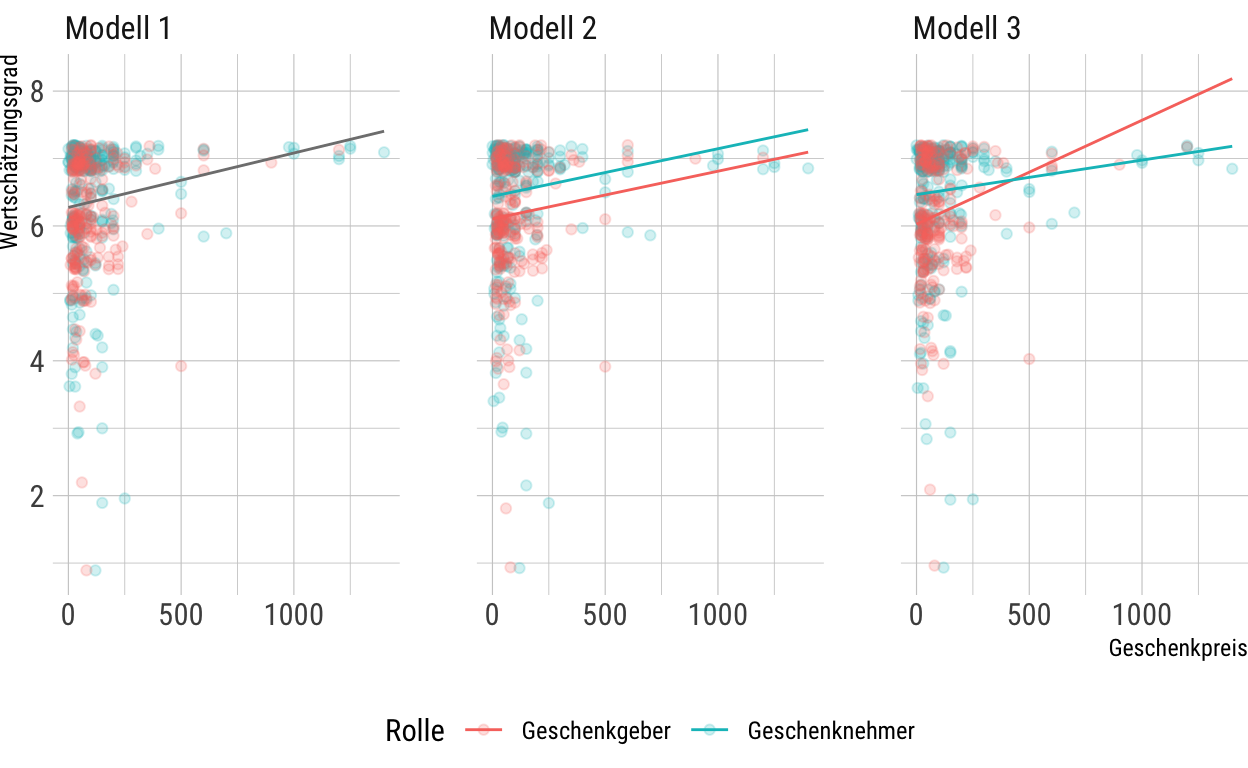 Modell 1 Modell 2 Modell 3
Wertschätzungsgrad
8
6
4
2
0 500 1000 0 500 1000 0 500 1000
Geschenkpreis
Rolle Geschenkgeber Geschenknehmer